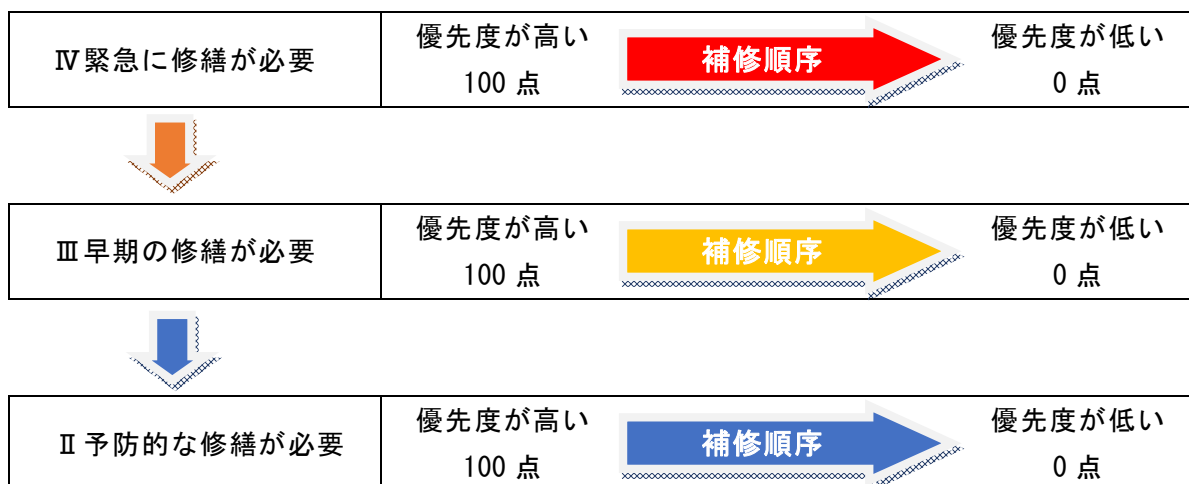 Ⅳ緊急に修繕が必要
優先度が高い
100 点
補修順序
優先度が低い
0 点
Ⅲ早期の修繕が必要
優先度が高い
100 点
補修順序
優先度が低い
0 点
Ⅱ予防的な修繕が必要
優先度が高い
100 点
補修順序
優先度が低い
0 点